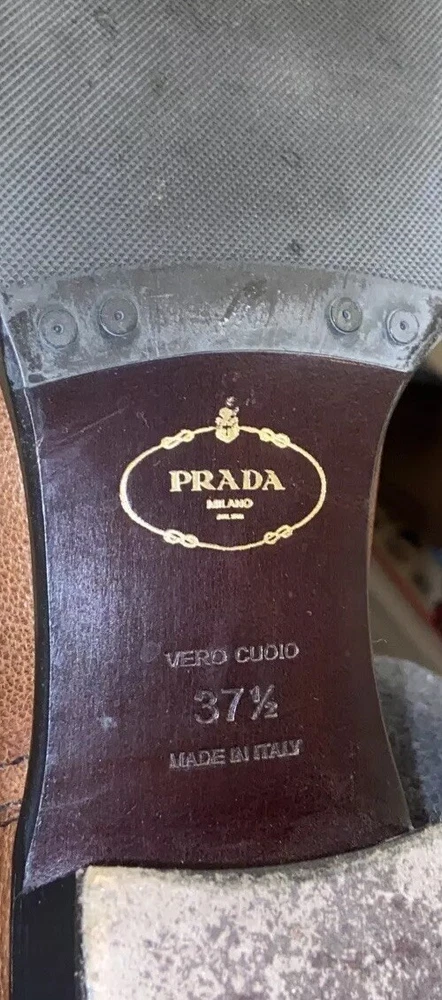 PRADA
MILANO
VERO CUOIO
37½
MADE IN ITALY